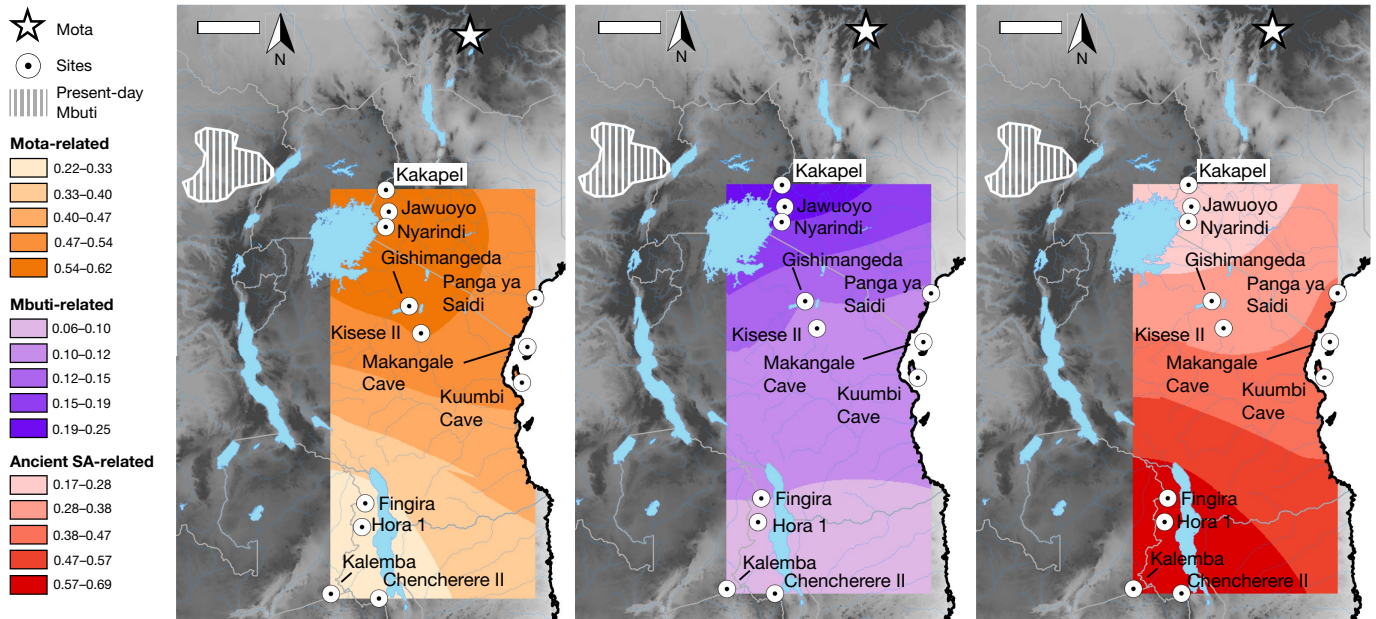 Mota
Sites
Present-day
Mbuti
Mota-related
0.22–0.33
0.33–0.40
0.40–0.47
0.47–0.54
0.54–0.62
Mbuti-related
0.06–0.10
0.10–0.12
0.12–0.15
0.15–0.19
0.19–0.25
Ancient SA-related
0.17–0.28
0.28–0.38
0.38–0.47
0.47–0.57
0.57–0.69
N
Kakapel
Jawuoyo
Nyarindi
Gishimangeda
Panga ya
Saidi
Kisese II
Makangale
Cave
Kuumbi
Cave
Fingira
Hora 1
Kalemba
Chencherere II
N
Kakapel
Jawuoyo
Nyarindi
Gishimangeda
Panga ya
Saidi
Kisese II
Makangale
Cave
Kuumbi
Cave
Fingira
Hora 1
Kalemba
Chencherere II
N
Kakapel
Jawuoyo
Nyarindi
Gishimangeda
Panga ya
Saidi
Kisese II
Makangale
Cave
Kuumbi
Cave
Fingira
Hora 1
Kalemba
Chencherere II